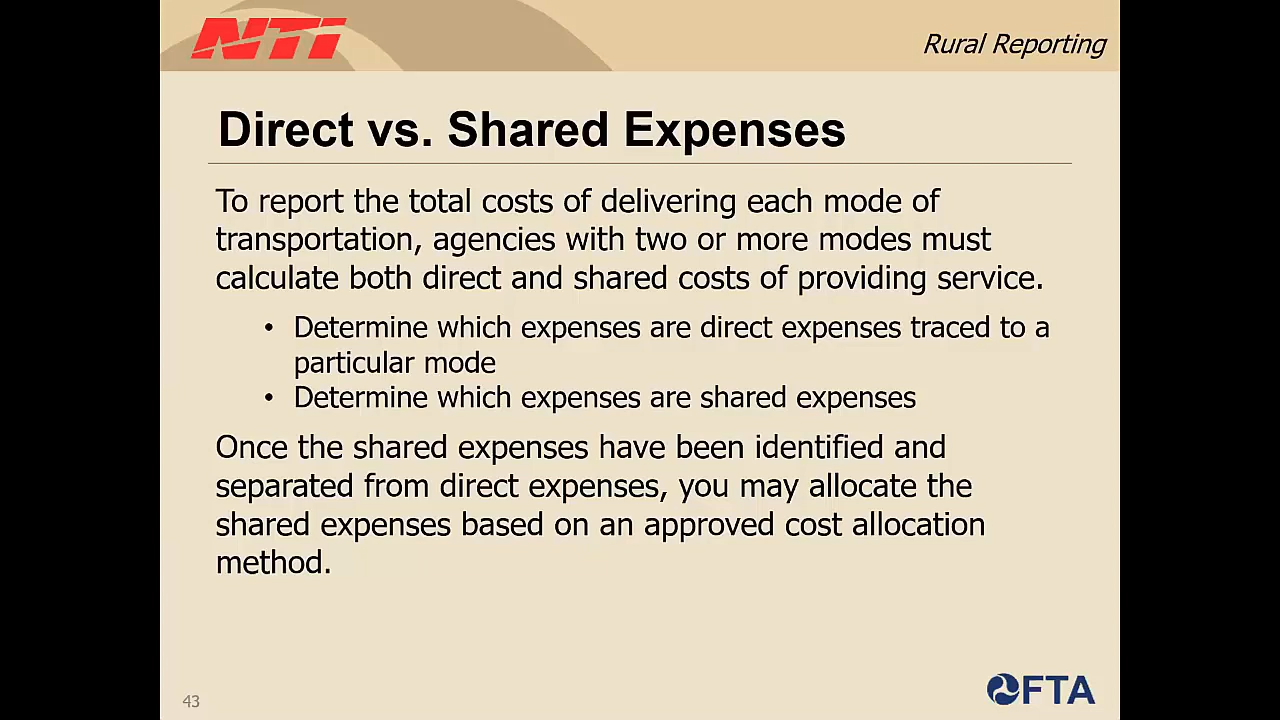 NTI
Rural Reporting
Direct vs. Shared Expenses
To report the total costs of delivering each mode of
transportation, agencies with two or more modes must
calculate both direct and shared costs of providing service.
• Determine which expenses are direct expenses traced to a
particular mode
• Determine which expenses are shared expenses
Once the shared expenses have been identified and
separated from direct expenses, you may allocate the
shared expenses based on an approved cost allocation
method.
43
FTA